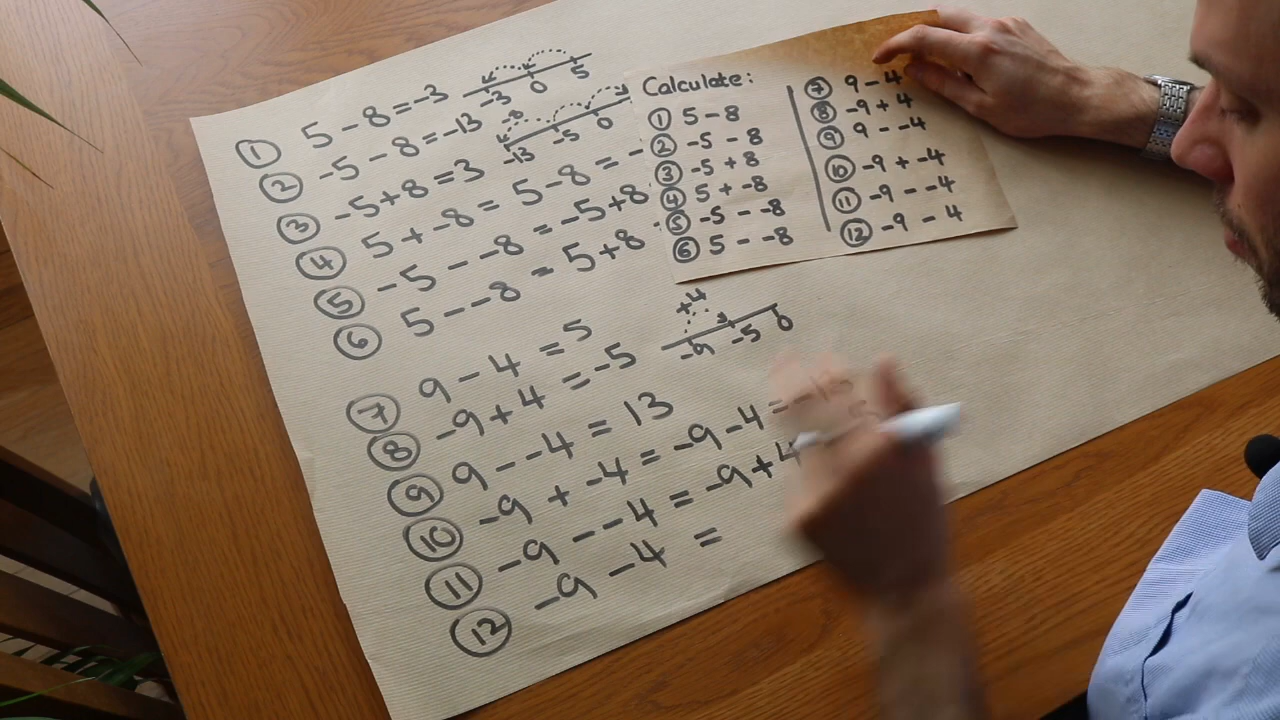 ① 5 - 8 = -3
-3 0 5
② -5 - 8 = -13
-8
-13 -5 0
③ -5 + 8 = 3
④ 5 + -8 = 5 - 8 = -
⑤ -5 - -8 = -5 + 8
⑥ 5 - -8 = 5 + 8
⑦ 9 - 4 = 5
⑧ -9 + 4 = -5
+4
-9 -5 0
⑨ 9 - -4 = 13
⑩ -9 + -4 = -9 - 4 = -13
⑪ -9 - -4 = -9 + 4
⑫ -9 - 4 =
Calculate:
① 5 - 8
② -5 - 8
③ -5 + 8
④ 5 + -8
⑤ -5 - -8
⑥ 5 - -8
⑦ 9 - 4
⑧ -9 + 4
⑨ 9 - -4
⑩ -9 + -4
⑪ -9 - -4
⑫ -9 - 4